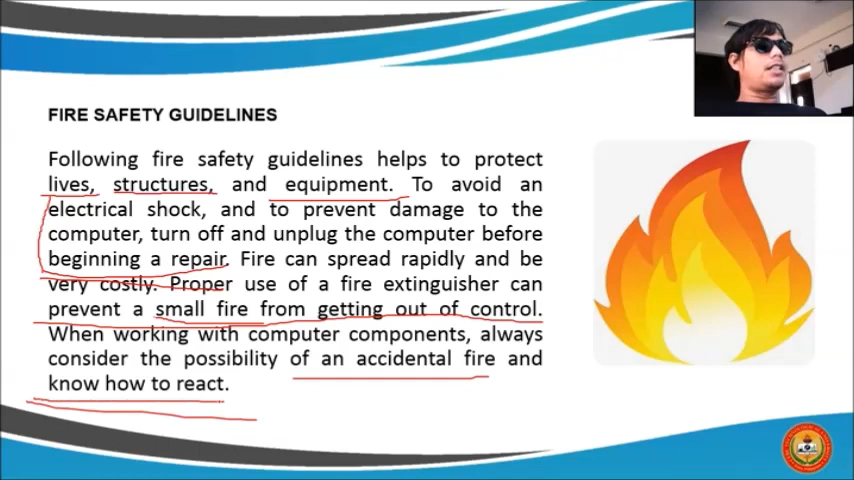 FIRE SAFETY GUIDELINES
Following fire safety guidelines helps to protect
lives, structures, and equipment. To avoid an
electrical shock, and to prevent damage to the
computer, turn off and unplug the computer before
beginning a repair. Fire can spread rapidly and be
very costly. Proper use of a fire extinguisher can
prevent a small fire from getting out of control.
When working with computer components, always
consider the possibility of an accidental fire and
know how to react.